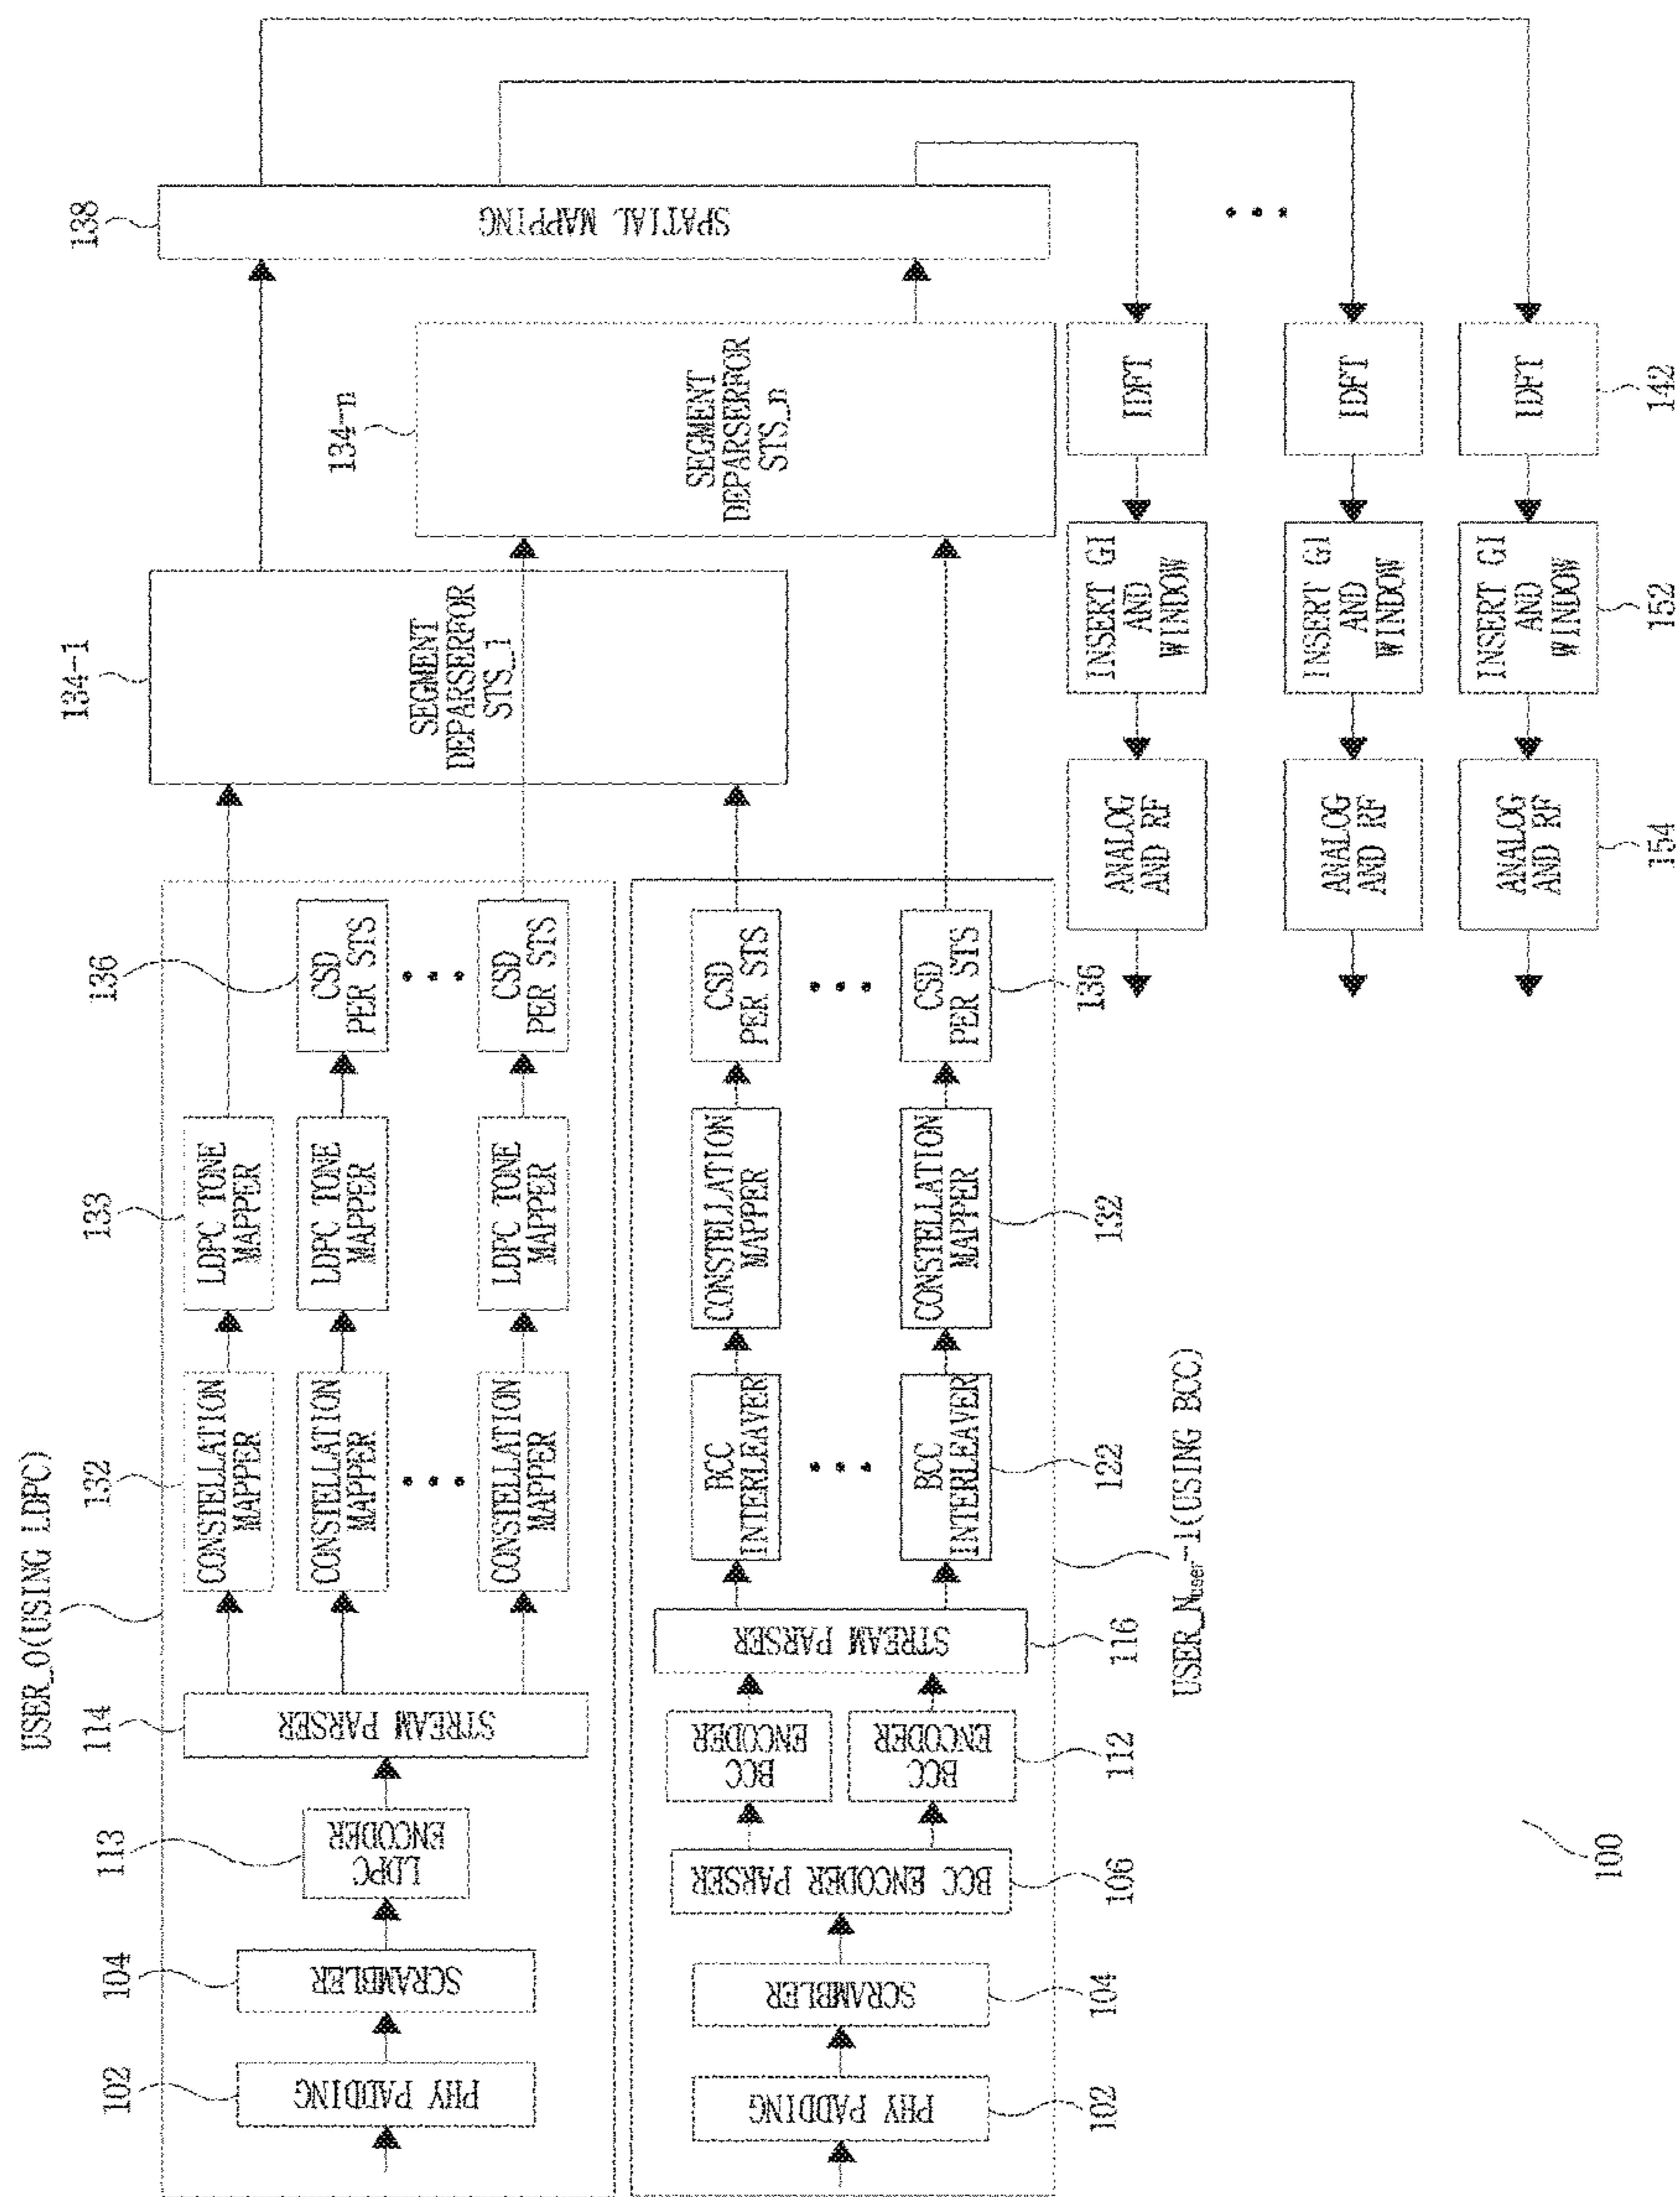 USER_0(USING LDPC)
102
PHY PADDING
104
SCRAMBLER
113
LDPC
ENCODER
114
STREAM PARSER
132
CONSTELLATION
MAPPER
CONSTELLATION
MAPPER
CONSTELLATION
MAPPER
133
LDPC TONE
MAPPER
LDPC TONE
MAPPER
LDPC TONE
MAPPER
136
CSD
PER STS
CSD
PER STS
134-1
SEGMENT
DEPARSERFOR
STS_1
134-n
SEGMENT
DEPARSERFOR
STS_n
138
SPATIAL MAPPING
PHY PADDING
102
SCRAMBLER
104
BCC ENCODER PARSER
106
BCC
ENCODER
BCC
ENCODER
112
STREAM PARSER
116
BCC
INTERLEAVER
BCC
INTERLEAVER
122
CONSTELLATION
MAPPER
CONSTELLATION
MAPPER
132
CSD
PER STS
CSD
PER STS
136
USER_Nuser-1(USING BCC)
ANALOG
AND RF
INSERT GI
AND
WINDOW
IDFT
ANALOG
AND RF
INSERT GI
AND
WINDOW
IDFT
ANALOG
AND RF
INSERT GI
AND
WINDOW
IDFT
154
152
142
100